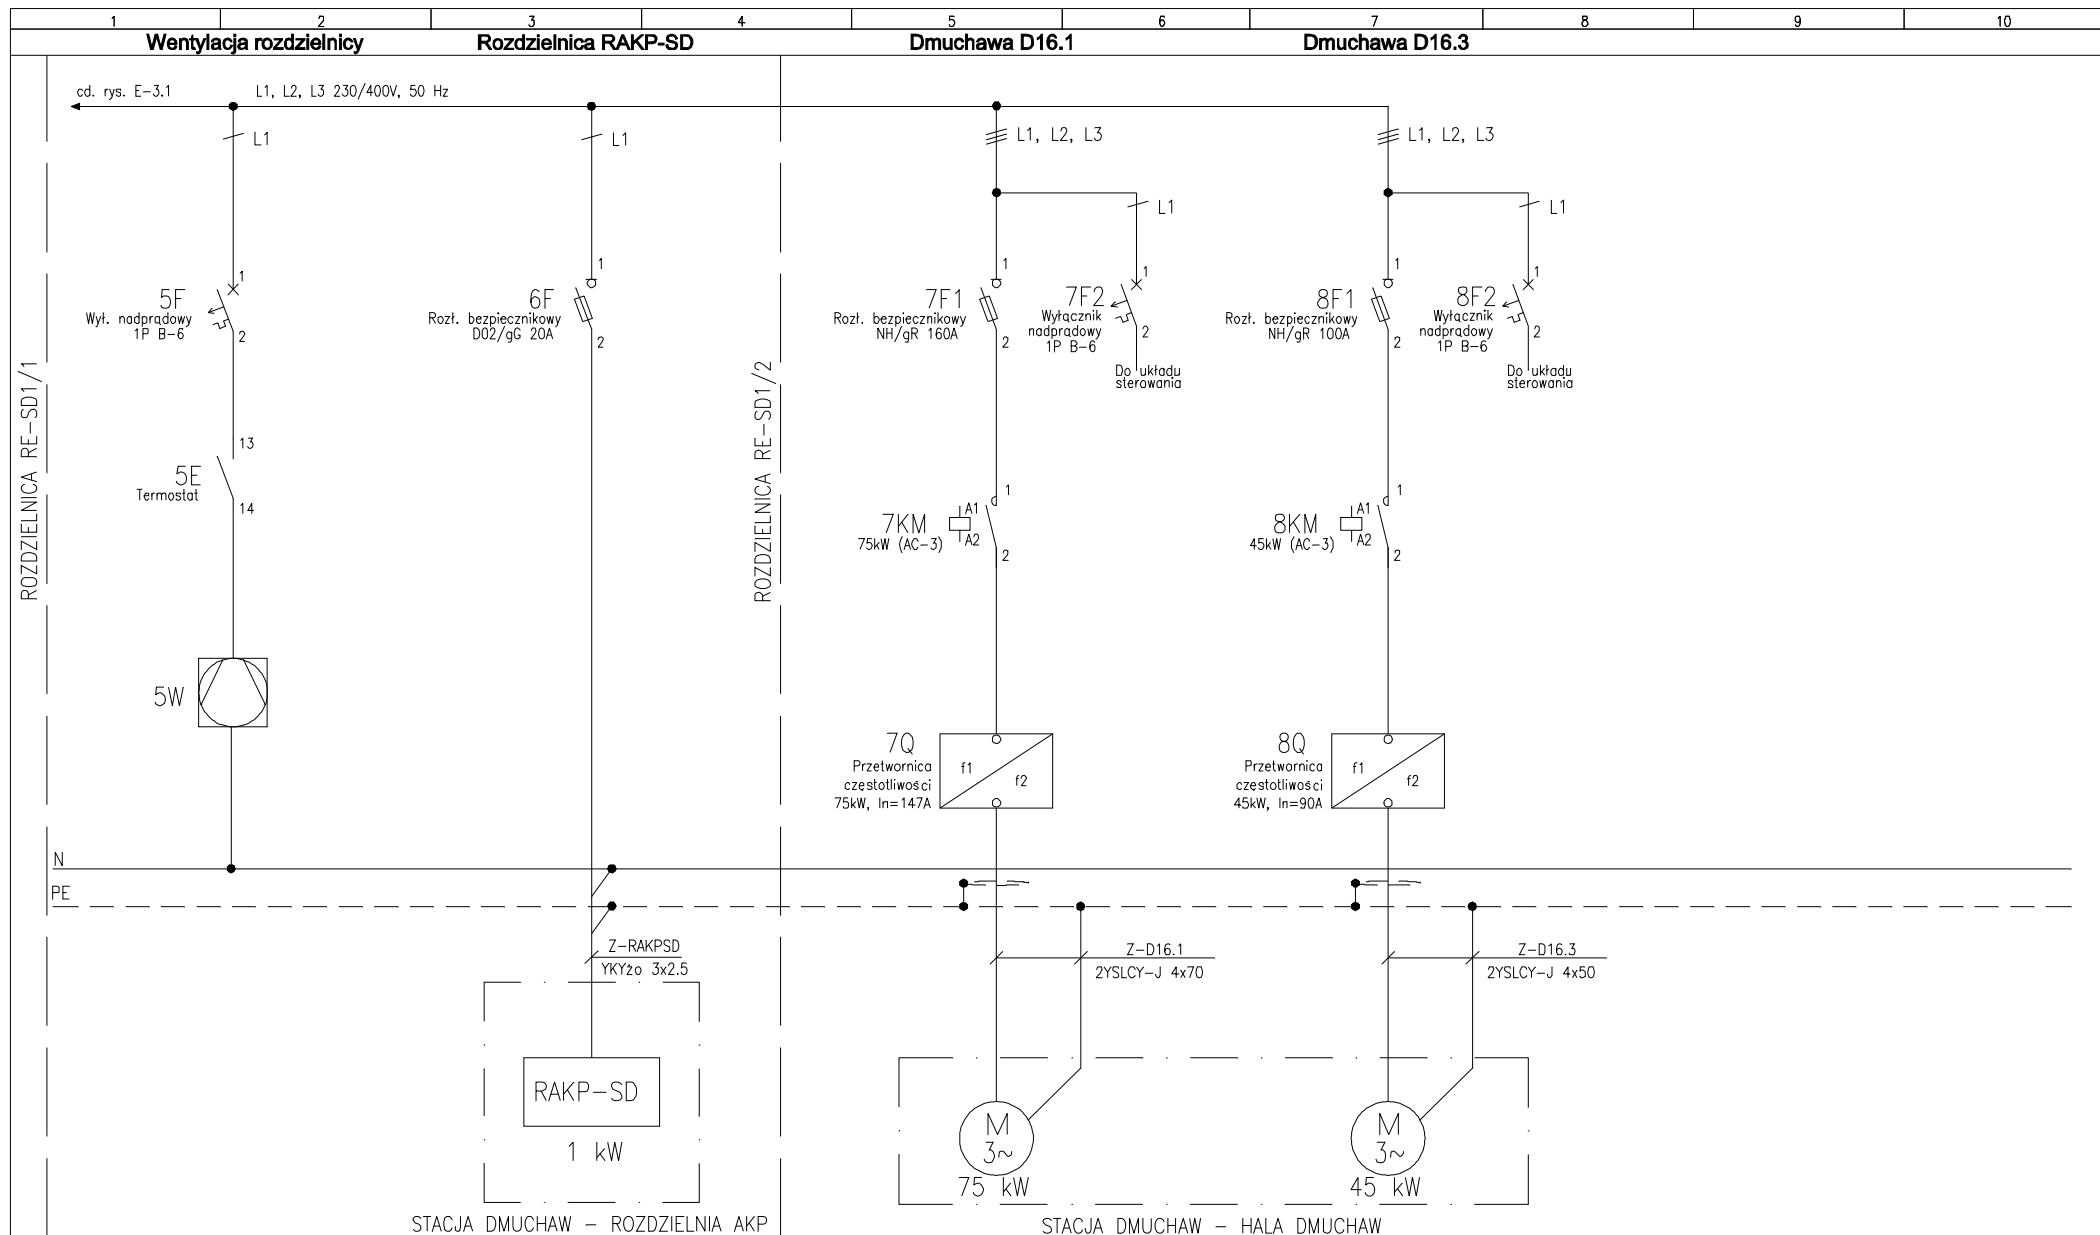 1 2 3 4 5 6 7 8 9 10
Wentylacja rozdzielnicy
Rozdzielnica RAKP-SD
Dmuchawa D16.1
Dmuchawa D16.3
cd. rys. E-3.1
L1, L2, L3 230/400V, 50 Hz
L1
L1
L1, L2, L3
L1, L2, L3
L1
L1
ROZDZIELNICA RE-SD1/1
1
5F
Wył. nadprądowy
1P B-6
2
13
5E
Termostat
14
5W
1
6F
Rozł. bezpiecznikowy
D02/gG 20A
2
ROZDZIELNICA RE-SD1/2
1
7F1
Rozł. bezpiecznikowy
NH/gR 160A
2
1
7F2
Wyłącznik
nadprądowy
1P B-6
2
Do układu
sterowania
1
7KM
75kW (AC-3)
A1
A2
2
7Q
Przetwornica
częstotliwości
75kW, In=147A
f1
f2
1
8F1
Rozł. bezpiecznikowy
NH/gR 100A
2
1
8F2
Wyłącznik
nadprądowy
1P B-6
2
Do układu
sterowania
1
8KM
45kW (AC-3)
A1
A2
2
8Q
Przetwornica
częstotliwości
45kW, In=90A
f1
f2
N
PE
Z-RAKPSD
YKYżo 3x2.5
Z-D16.1
2YSLCY-J 4x70
Z-D16.3
2YSLCY-J 4x50
RAKP-SD
1 kW
M
3~
75 kW
M
3~
45 kW
STACJA DMUCHAW - ROZDZIELNIA AKP
STACJA DMUCHAW - HALA DMUCHAW